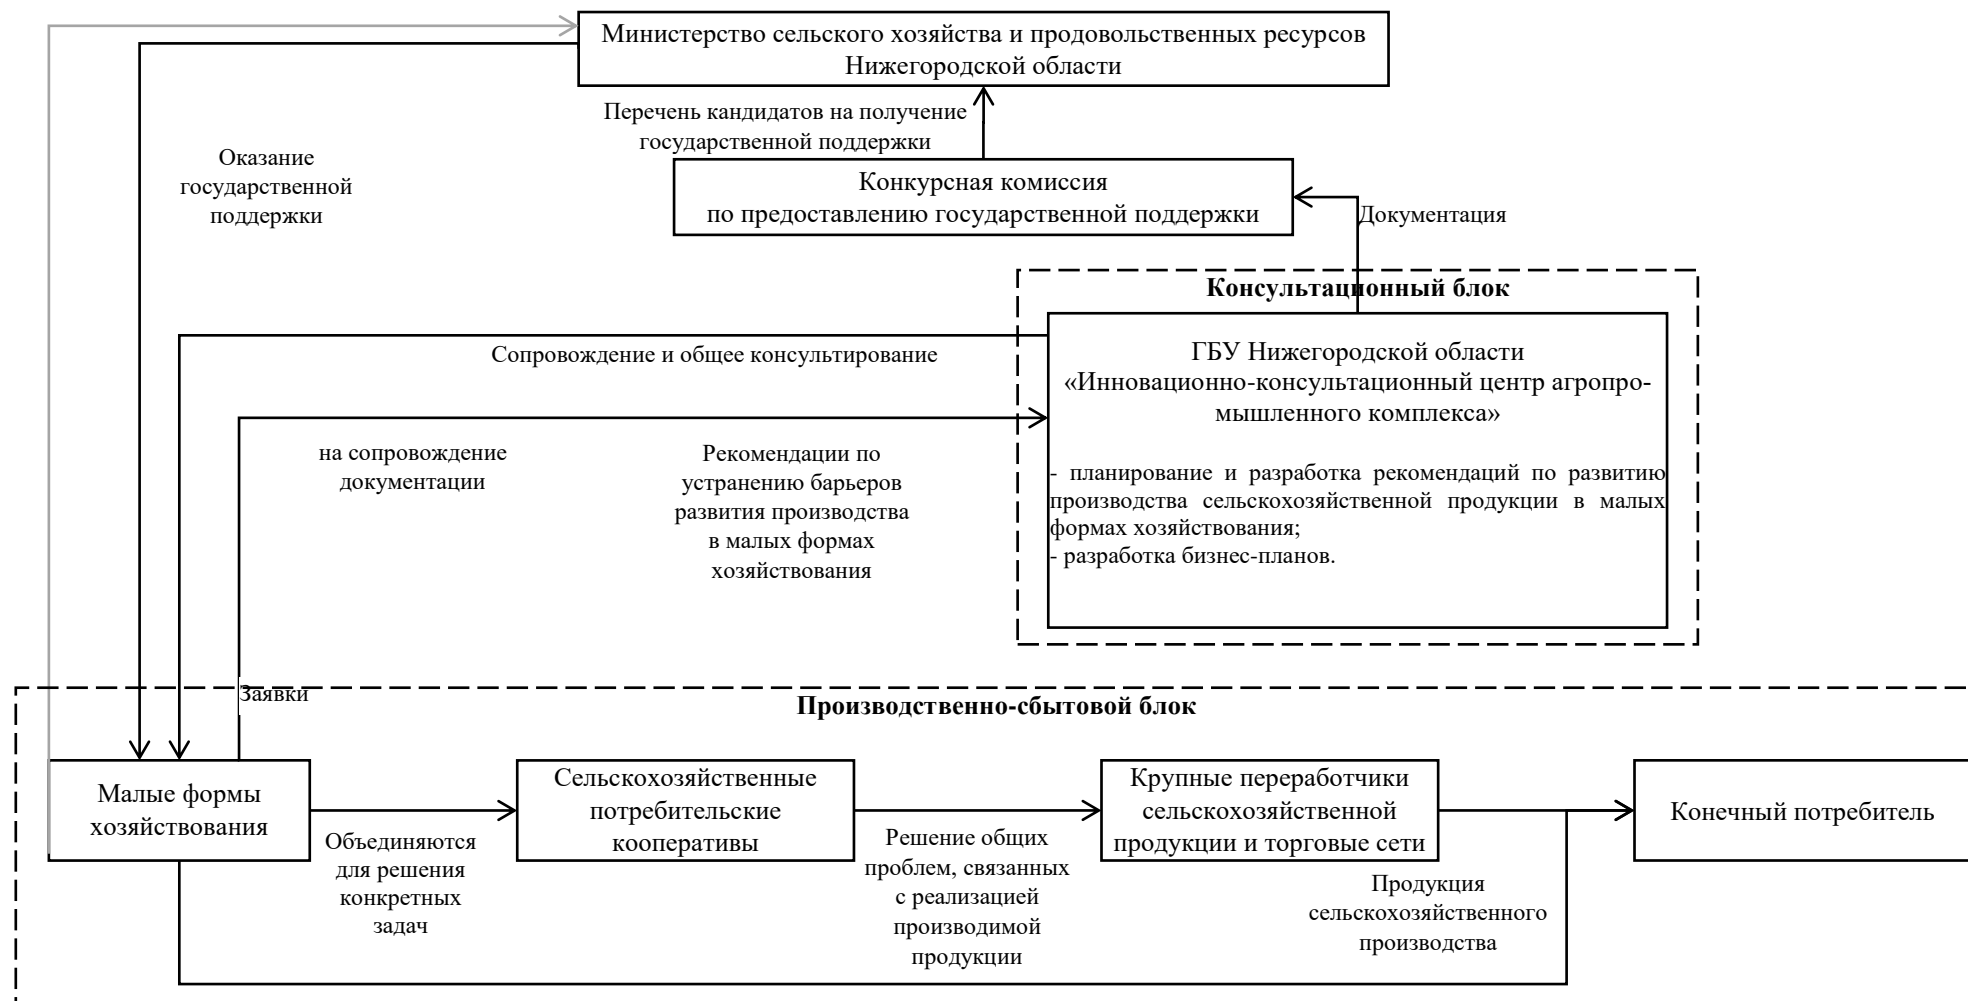 Министерство сельского хозяйства и продовольственных ресурсов
Нижегородской области
Перечень кандидатов на получение
государственной поддержки
Оказание
государственной
поддержки
Конкурсная комиссия
по предоставлению государственной поддержки
Документация
Консультационный блок
Сопровождение и общее консультирование
ГБУ Нижегородской области
«Инновационно-консультационный центр агропро-
мышленного комплекса»
- планирование и разработка рекомендаций по развитию
производства сельскохозяйственной продукции в малых
формах хозяйствования;
- разработка бизнес-планов.
на сопровождение
документации
Рекомендации по
устранению барьеров
развития производства
в малых формах
хозяйствования
Заявки
Производственно-сбытовой блок
Малые формы
хозяйствования
Объединяются
для решения
конкретных
задач
Сельскохозяйственные
потребительские
кооперативы
Решение общих
проблем, связанных
с реализацией
производимой
продукции
Крупные переработчики
сельскохозяйственной
продукции и торговые сети
Продукция
сельскохозяйственного
производства
Конечный потребитель